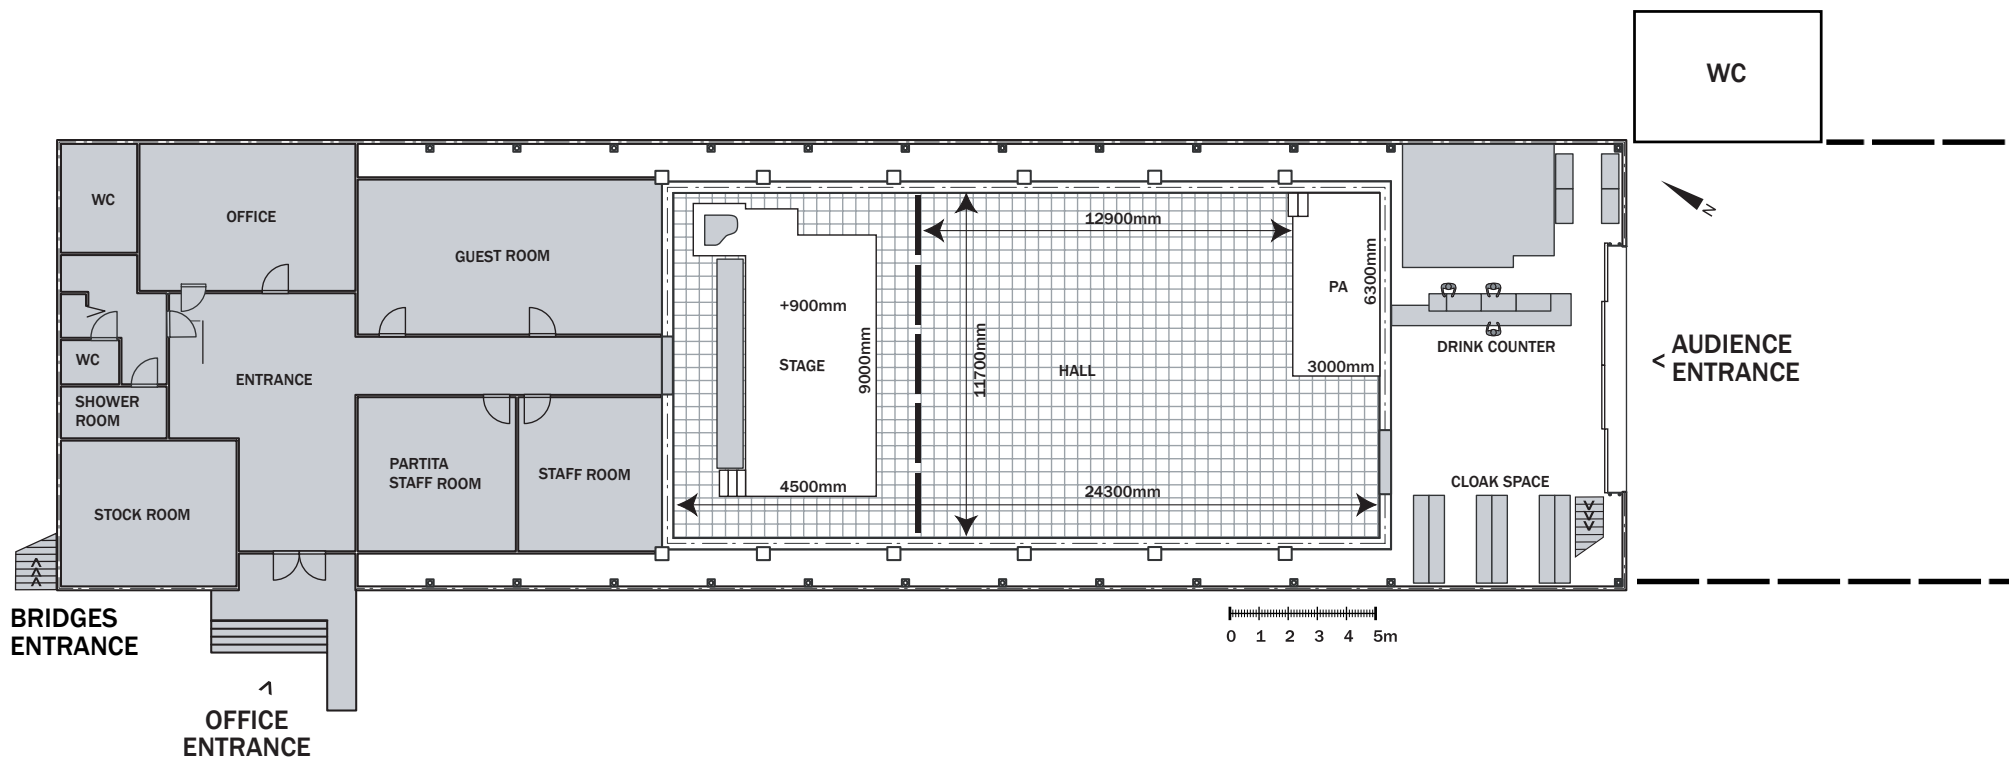 WC
WC
OFFICE
GUEST ROOM
12900mm
N
+900mm
PA
6300mm
STAGE
9000mm
11700mm
HALL
3000mm
DRINK COUNTER
< AUDIENCE
ENTRANCE
WC
ENTRANCE
SHOWER
ROOM
PARTITA
STAFF ROOM
STAFF ROOM
4500mm
24300mm
CLOAK SPACE
STOCK ROOM
BRIDGES
ENTRANCE
0 1 2 3 4 5m
OFFICE
ENTRANCE